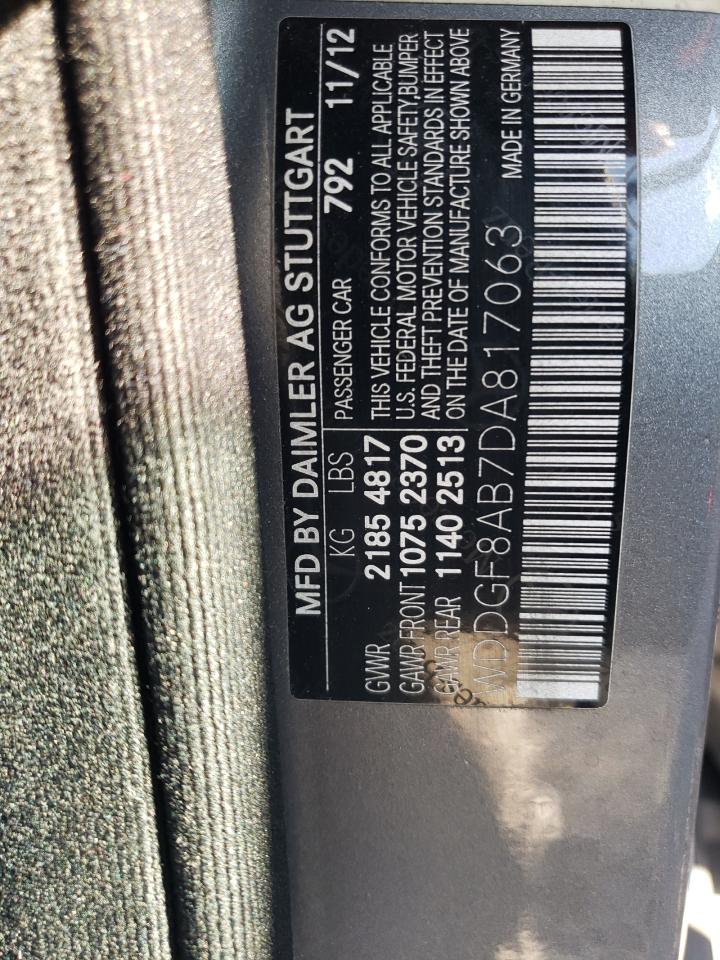 MFD BY DAIMLER AG STUTTGART
KG LBS PASSENGER CAR 792 11/12
GVWR 2185 4817 THIS VEHICLE CONFORMS TO ALL APPLICABLE
GAWR FRONT 1075 2370 U.S. FEDERAL MOTOR VEHICLE SAFETY,BUMPER
AND THEFT PREVENTION STANDARDS IN EFFECT
GAWR REAR 1140 2513 ON THE DATE OF MANUFACTURE SHOWN ABOVE
WDDGF8AB7DA817063 MADE IN GERMANY